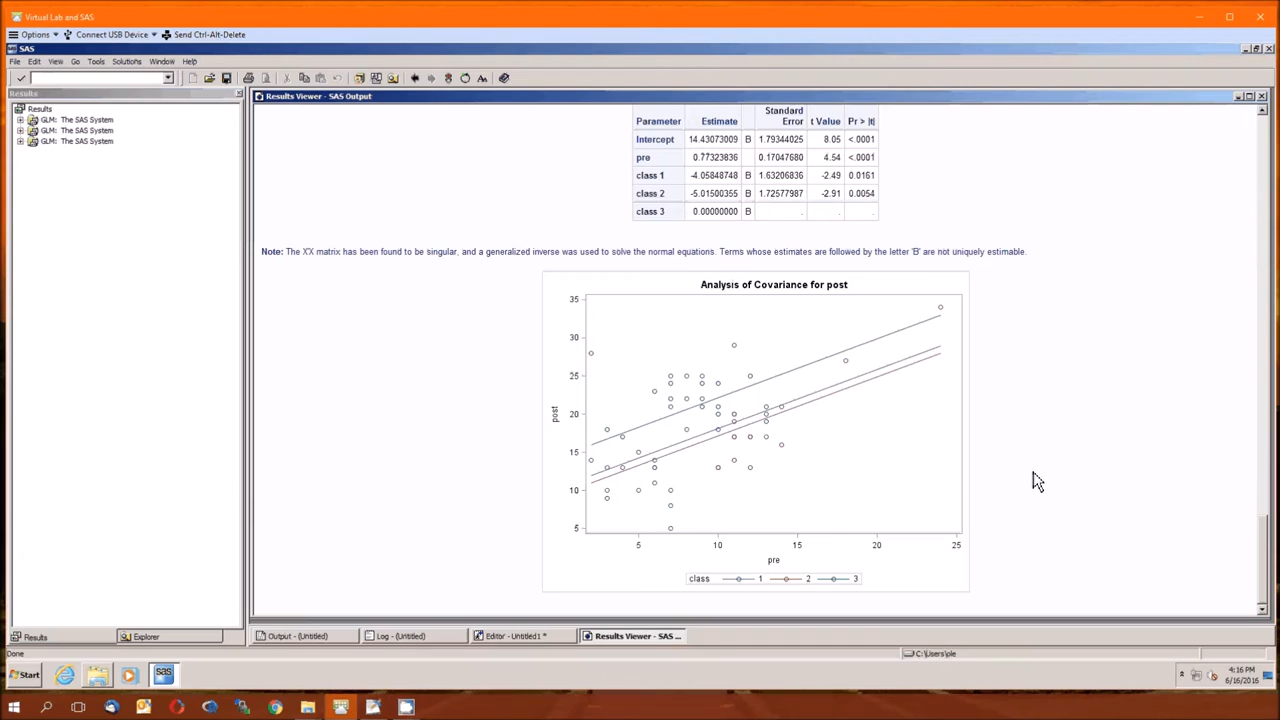 Virtual Lab and SAS
Options Connect USB Device Send Ctrl-Alt-Delete
SAS
File Edit View Go Tools Solutions Window Help
Results
Results Viewer - SAS Output
Results
GLM: The SAS System
GLM: The SAS System
GLM: The SAS System
Parameter Estimate Standard Error t Value Pr > |t|
Intercept 14.43073009 B 1.79344025 8.05 <.0001
pre 0.77323836 0.17047680 4.54 <.0001
class 1 -4.05848748 B 1.63206836 -2.49 0.0161
class 2 -5.01500355 B 1.72577987 -2.91 0.0054
class 3 0.00000000 B . . .
Note: The X'X matrix has been found to be singular, and a generalized inverse was used to solve the normal equations. Terms whose estimates are followed by the letter 'B' are not uniquely estimable.
Analysis of Covariance for post
35
30
25
20
15
10
5
post
5 10 15 20 25
pre
class 1 2 3
Results Explorer
Output - (Untitled) Log - (Untitled) Editor - Untitled1 * Results Viewer - SAS ...
Done
C:\Users\ple
Start
sas
4:16 PM
6/16/2016